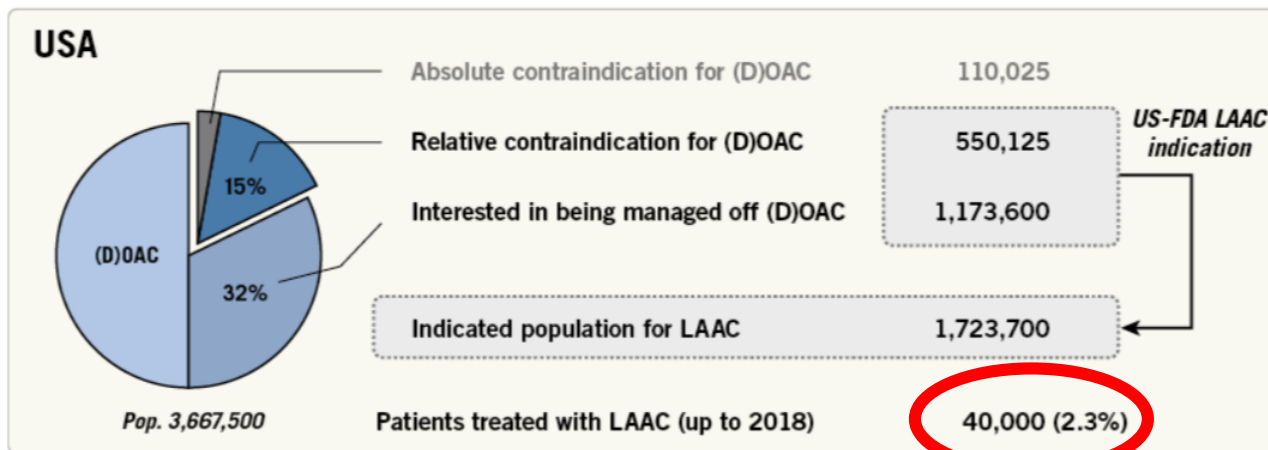 USA
Absolute contraindication for (D)OAC 110,025
Relative contraindication for (D)OAC 550,125
US-FDA LAAC
indication
15%
Interested in being managed off (D)OAC 1,173,600
(D)OAC
32%
Indicated population for LAAC 1,723,700
Pop. 3,667,500
Patients treated with LAAC (up to 2018) 40,000 (2.3%)